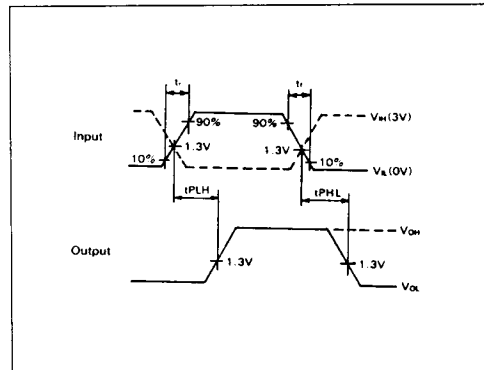 tr tf
90% 90% VIH(3V)
Input 1.3V 1.3V
10% 10% VIL(0V)
tPLH tPHL
VOH
Output 1.3V 1.3V
VOL